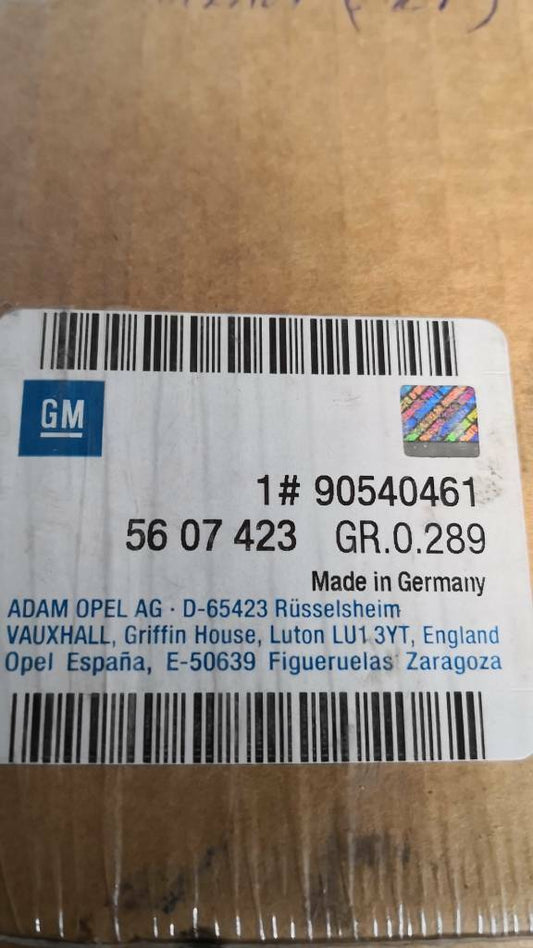 GM
1# 90540461
56 07 423 GR.0.289
Made in Germany
ADAM OPEL AG · D-65423 Rüsselsheim
VAUXHALL, Griffin House, Luton LU1 3YT, England
Opel España, E-50639 Figueruelas Zaragoza